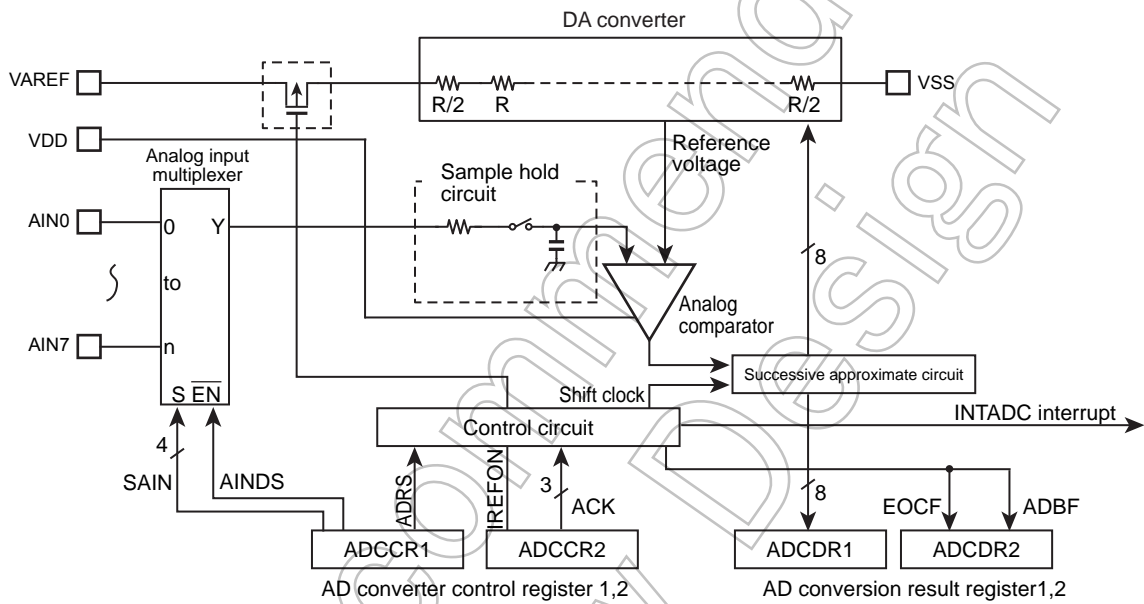 DA converter
VAREF
R/2
R
R/2
VSS
VDD
Reference
voltage
Analog input
multiplexer
Sample hold
circuit
AIN0
0
Y
to
8
AIN7
n
Analog
comparator
S EN
Successive approximate circuit
Shift clock
INTADC interrupt
Control circuit
4
SAIN
AINDS
ADRS
IREFON
3
ACK
8
EOCF
ADBF
ADCCR1
ADCCR2
ADCDR1
ADCDR2
AD converter control register 1,2
AD conversion result register1,2
commend
Design